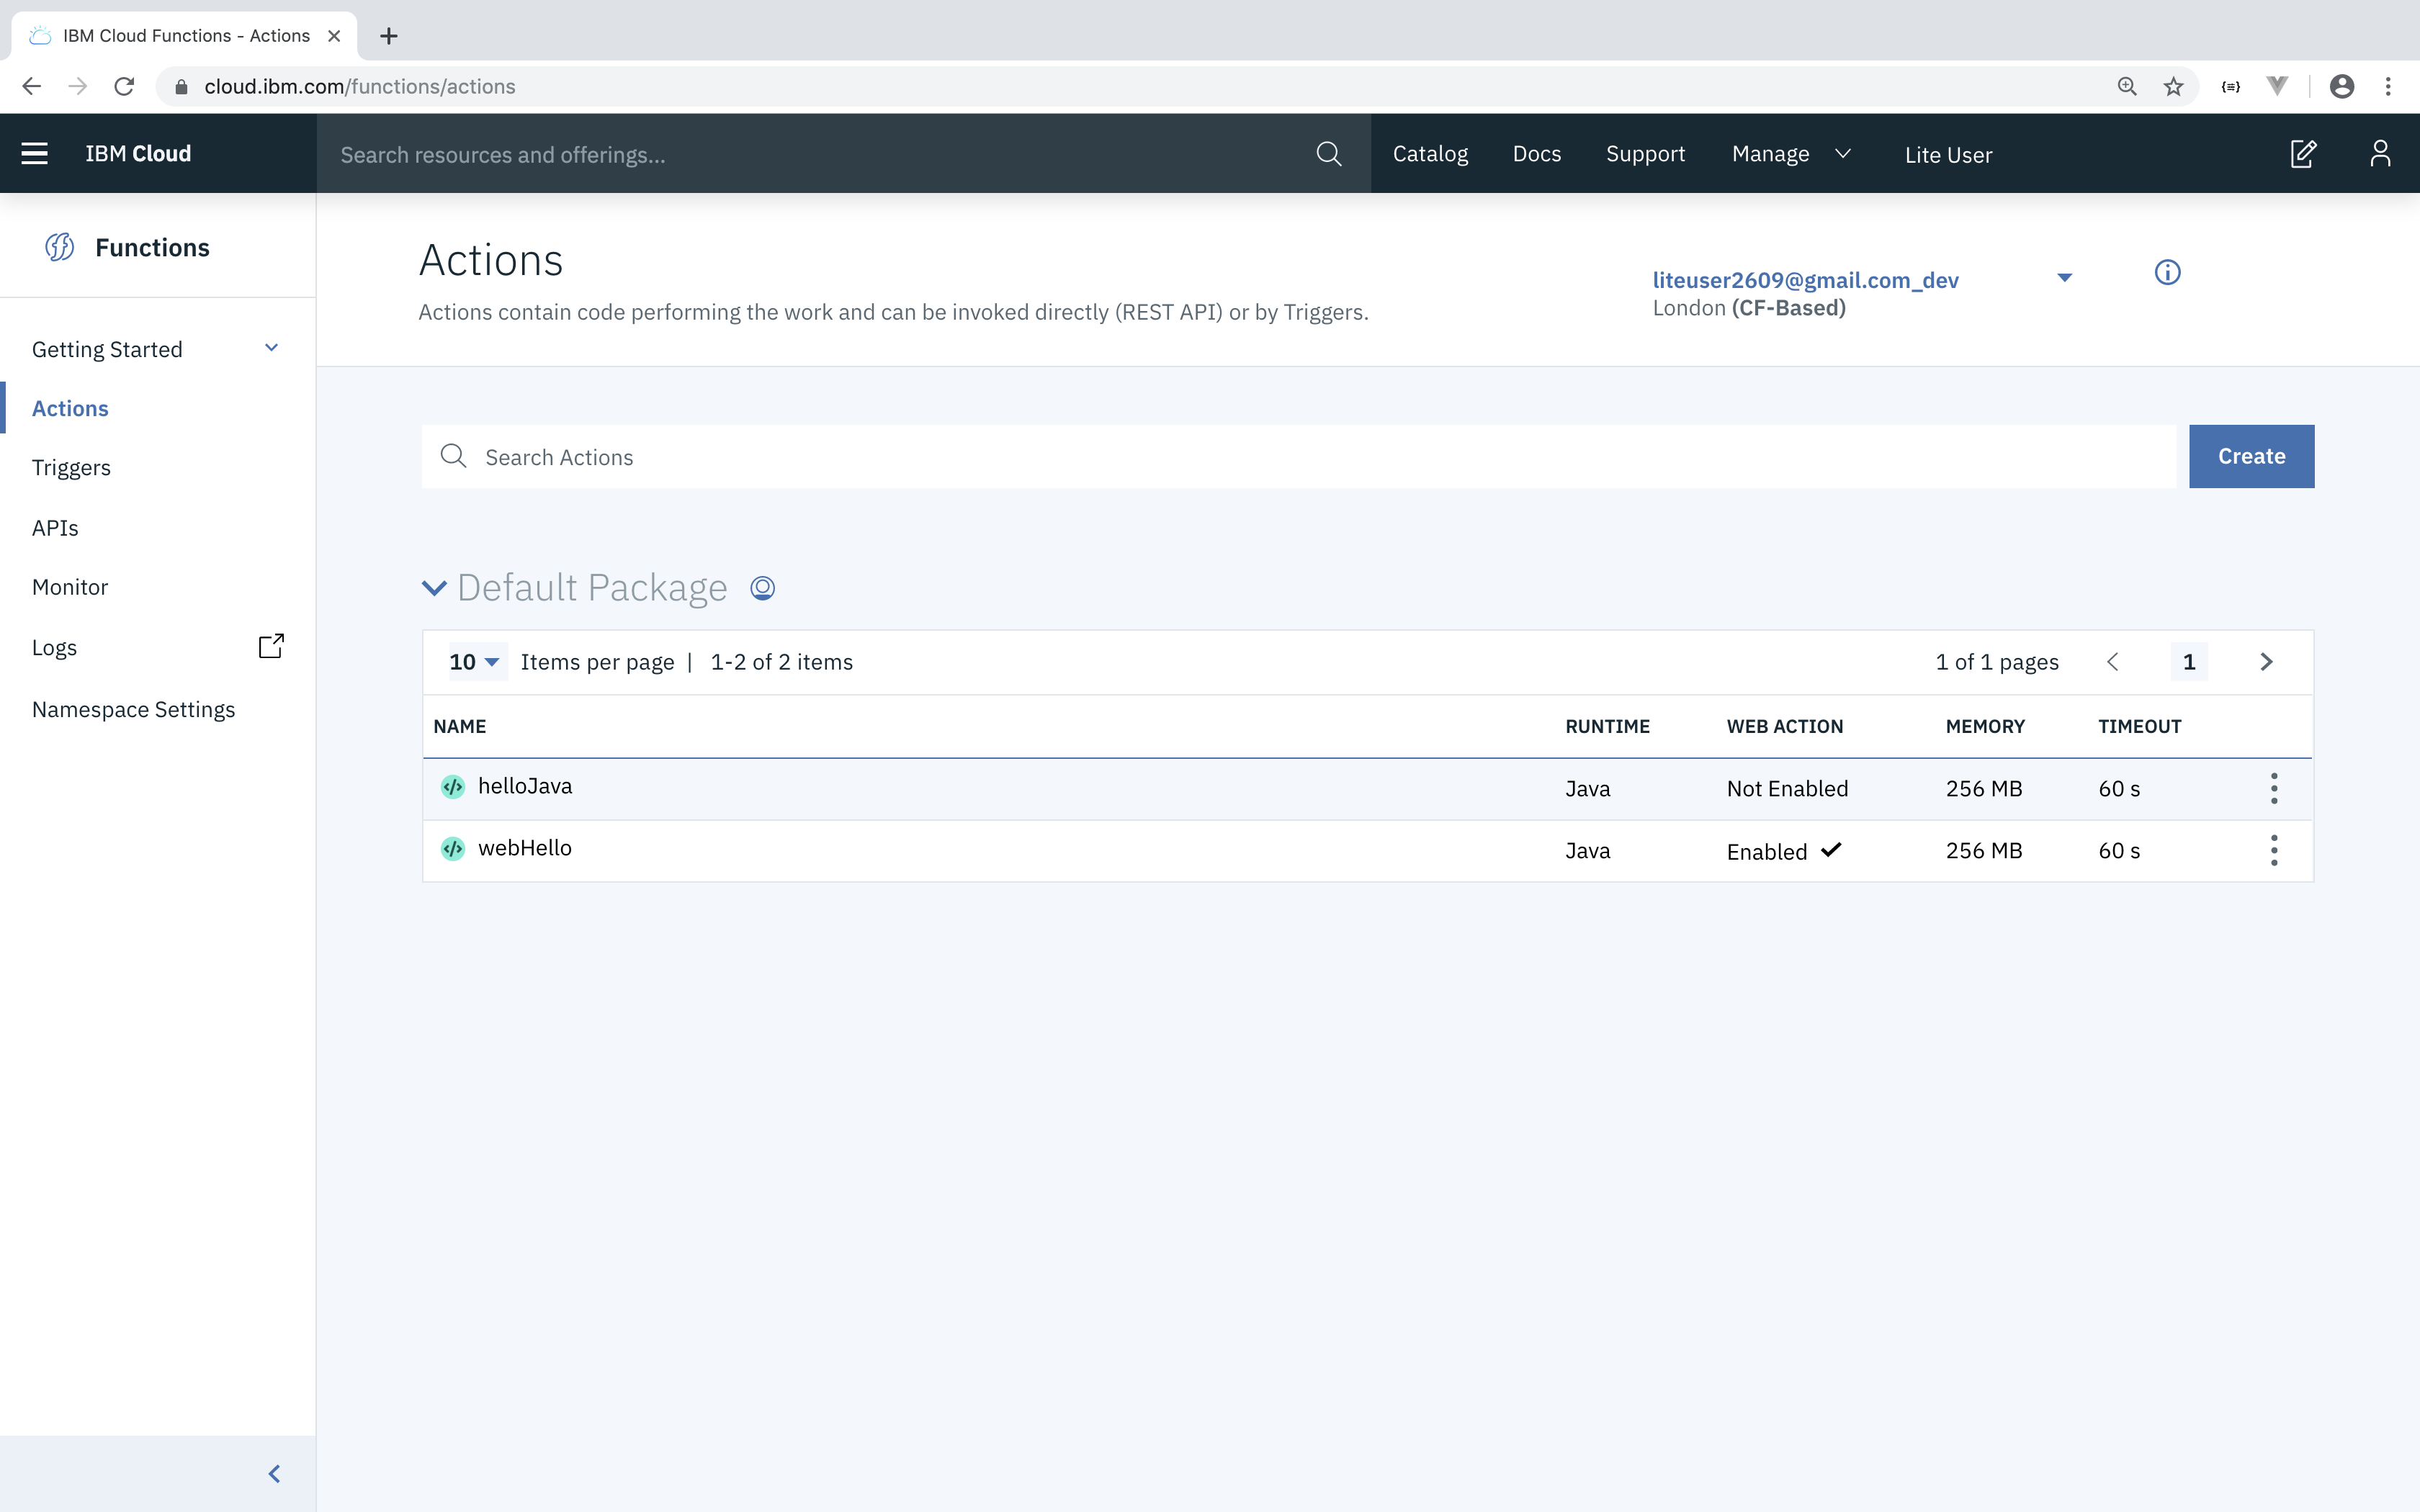 IBM Cloud Functions - Actions
cloud.ibm.com/functions/actions
IBM Cloud
Search resources and offerings...
Catalog
Docs
Support
Manage
Lite User
Functions
Getting Started
Actions
Triggers
APIs
Monitor
Logs
Namespace Settings
Actions
Actions contain code performing the work and can be invoked directly (REST API) or by Triggers.
liteuser2609@gmail.com_dev
London (CF-Based)
Search Actions
Create
Default Package
10 Items per page | 1-2 of 2 items
1 of 1 pages 1
NAME RUNTIME WEB ACTION MEMORY TIMEOUT
helloJava Java Not Enabled 256 MB 60 s
webHello Java Enabled 256 MB 60 s